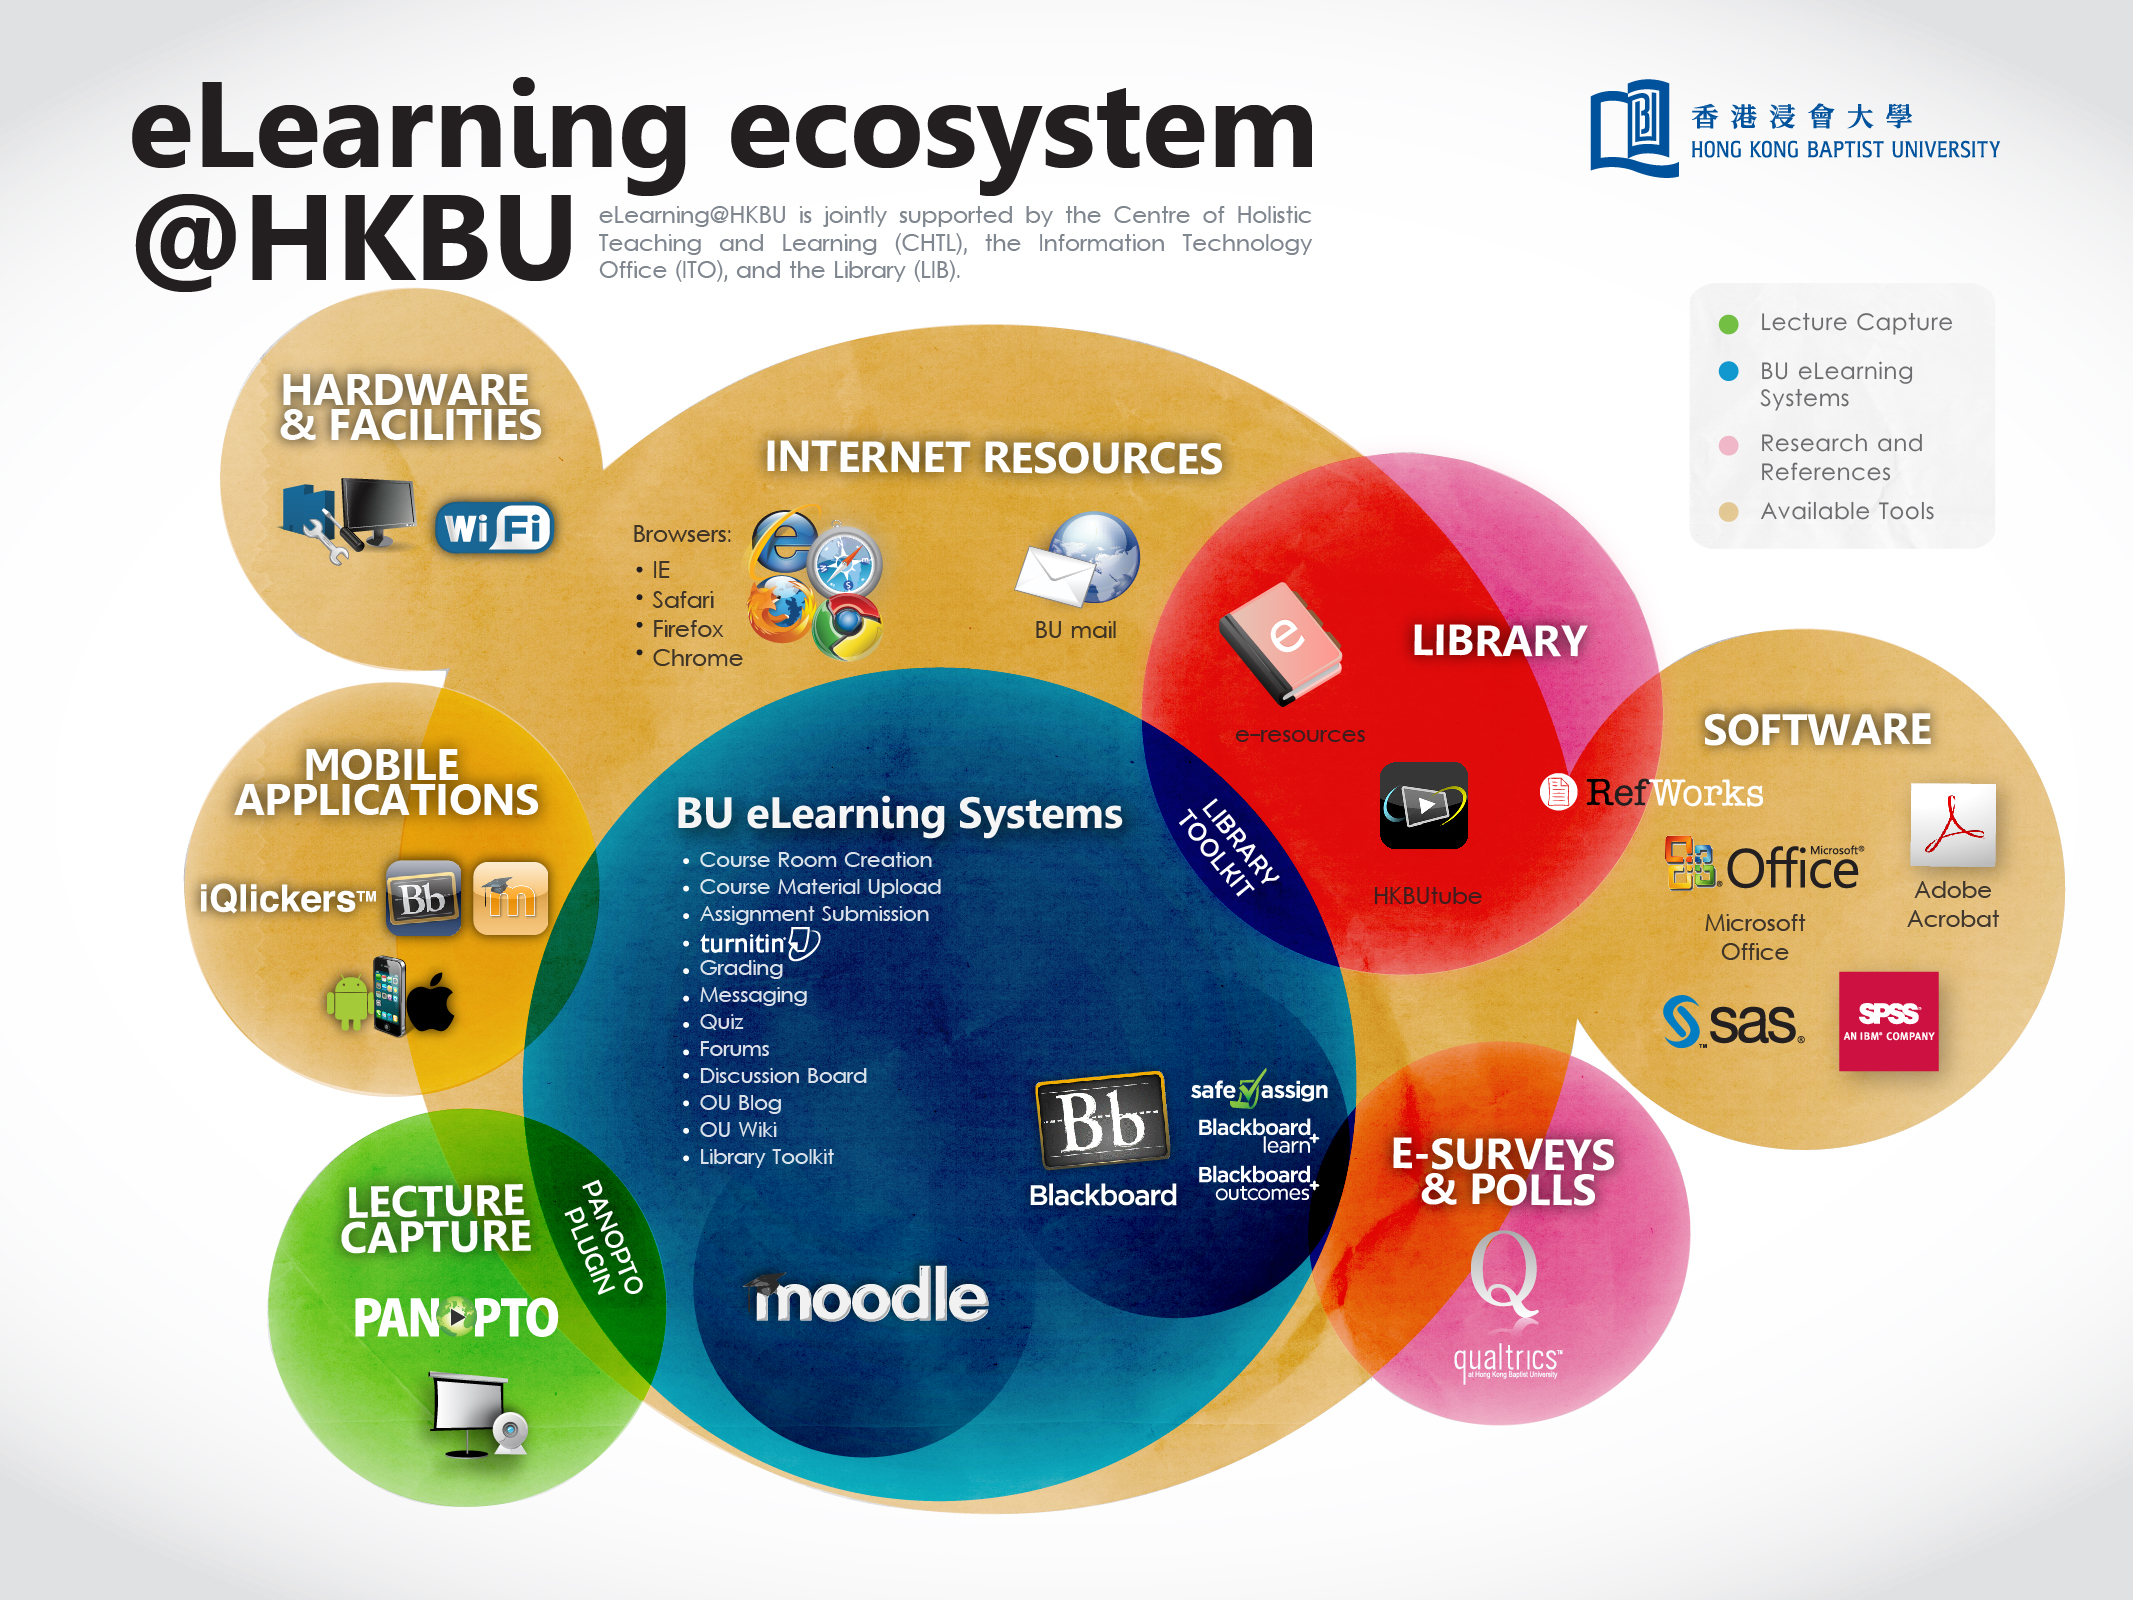 eLearning ecosystem
@HKBU
eLearning@HKBU is jointly supported by the Centre of Holistic
Teaching and Learning (CHTL), the Information Technology
Office (ITO), and the Library (LIB).
香港浸會大學
HONG KONG BAPTIST UNIVERSITY
Lecture Capture
BU eLearning
Systems
Research and
References
Available Tools
HARDWARE
& FACILITIES
WiFi
INTERNET RESOURCES
Browsers:
• IE
• Safari
• Firefox
• Chrome
BU mail
LIBRARY
e
e-resources
HKBUtube
LIBRARY
TOOLKIT
SOFTWARE
RefWorks
Microsoft®
Office
Microsoft
Office
Adobe
Acrobat
sas®
SPSS
AN IBM® COMPANY
MOBILE
APPLICATIONS
iQlickers™
Bb
m
BU eLearning Systems
• Course Room Creation
• Course Material Upload
• Assignment Submission
• turnitin
• Grading
• Messaging
• Quiz
• Forums
• Discussion Board
• OU Blog
• OU Wiki
• Library Toolkit
Bb
Blackboard
safe assign
Blackboard
learn+
Blackboard
outcomes+
moodle
LECTURE
CAPTURE
PANOPTO
PANOPTO
PLUGIN
E-SURVEYS
& POLLS
Q
qualtrics™
at Hong Kong Baptist University